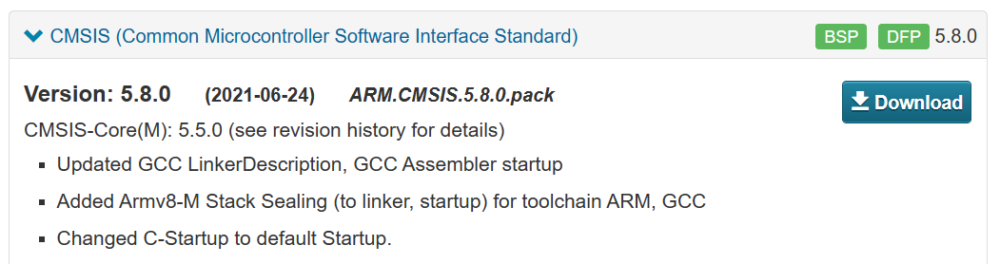 CMSIS (Common Microcontroller Software Interface Standard) BSP DFP 5.8.0
Version: 5.8.0 (2021-06-24) ARM.CMSIS.5.8.0.pack
Download
CMSIS-Core(M): 5.5.0 (see revision history for details)
Updated GCC LinkerDescription, GCC Assembler startup
Added Armv8-M Stack Sealing (to linker, startup) for toolchain ARM, GCC
Changed C-Startup to default Startup.